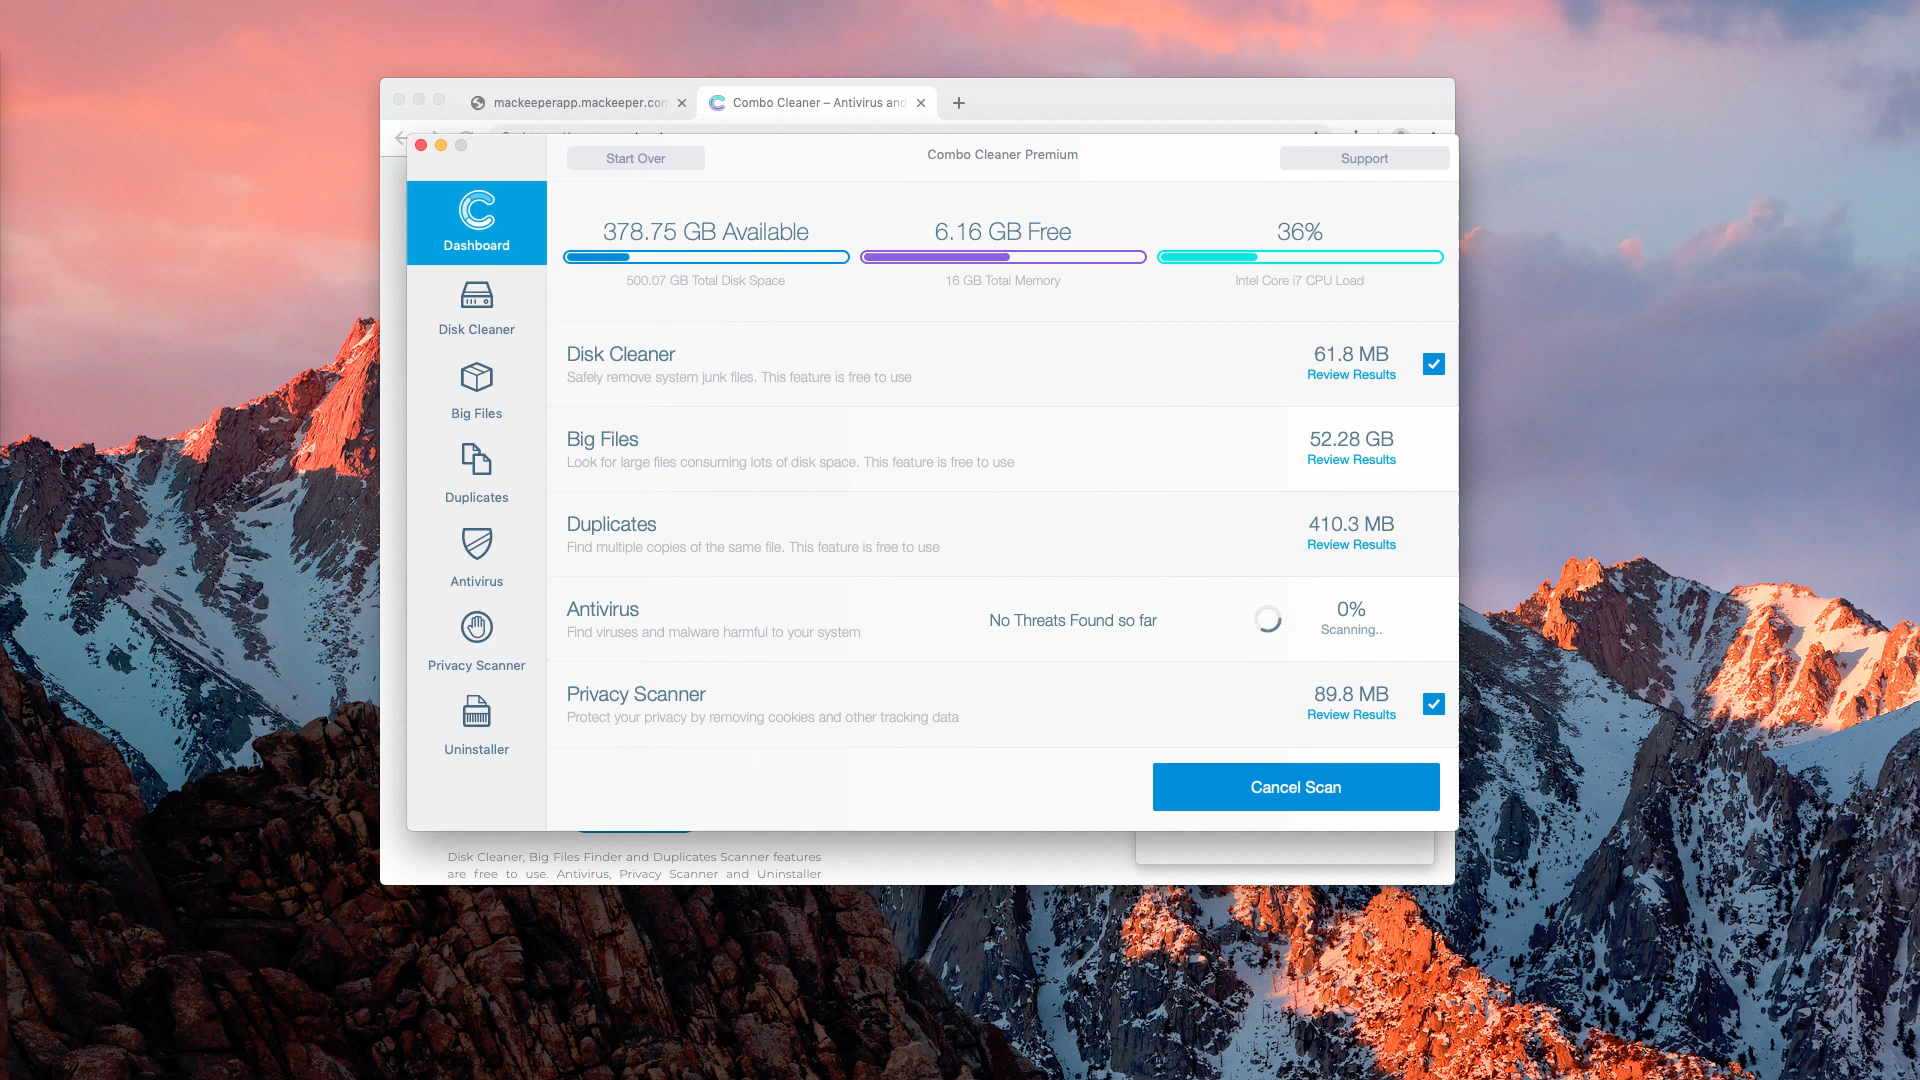 mackeeperapp.mackeeper.com
Combo Cleaner – Antivirus and
Start Over
Combo Cleaner Premium
Support
Dashboard
Disk Cleaner
Big Files
Duplicates
Antivirus
Privacy Scanner
Uninstaller
378.75 GB Available
500.07 GB Total Disk Space
6.16 GB Free
16 GB Total Memory
36%
Intel Core i7 CPU Load
Disk Cleaner
Safely remove system junk files. This feature is free to use
61.8 MB
Review Results
Big Files
Look for large files consuming lots of disk space. This feature is free to use
52.28 GB
Review Results
Duplicates
Find multiple copies of the same file. This feature is free to use
410.3 MB
Review Results
Antivirus
Find viruses and malware harmful to your system
No Threats Found so far
0%
Scanning..
Privacy Scanner
Protect your privacy by removing cookies and other tracking data
89.8 MB
Review Results
Cancel Scan
Disk Cleaner, Big Files Finder and Duplicates Scanner features
are free to use. Antivirus, Privacy Scanner and Uninstaller